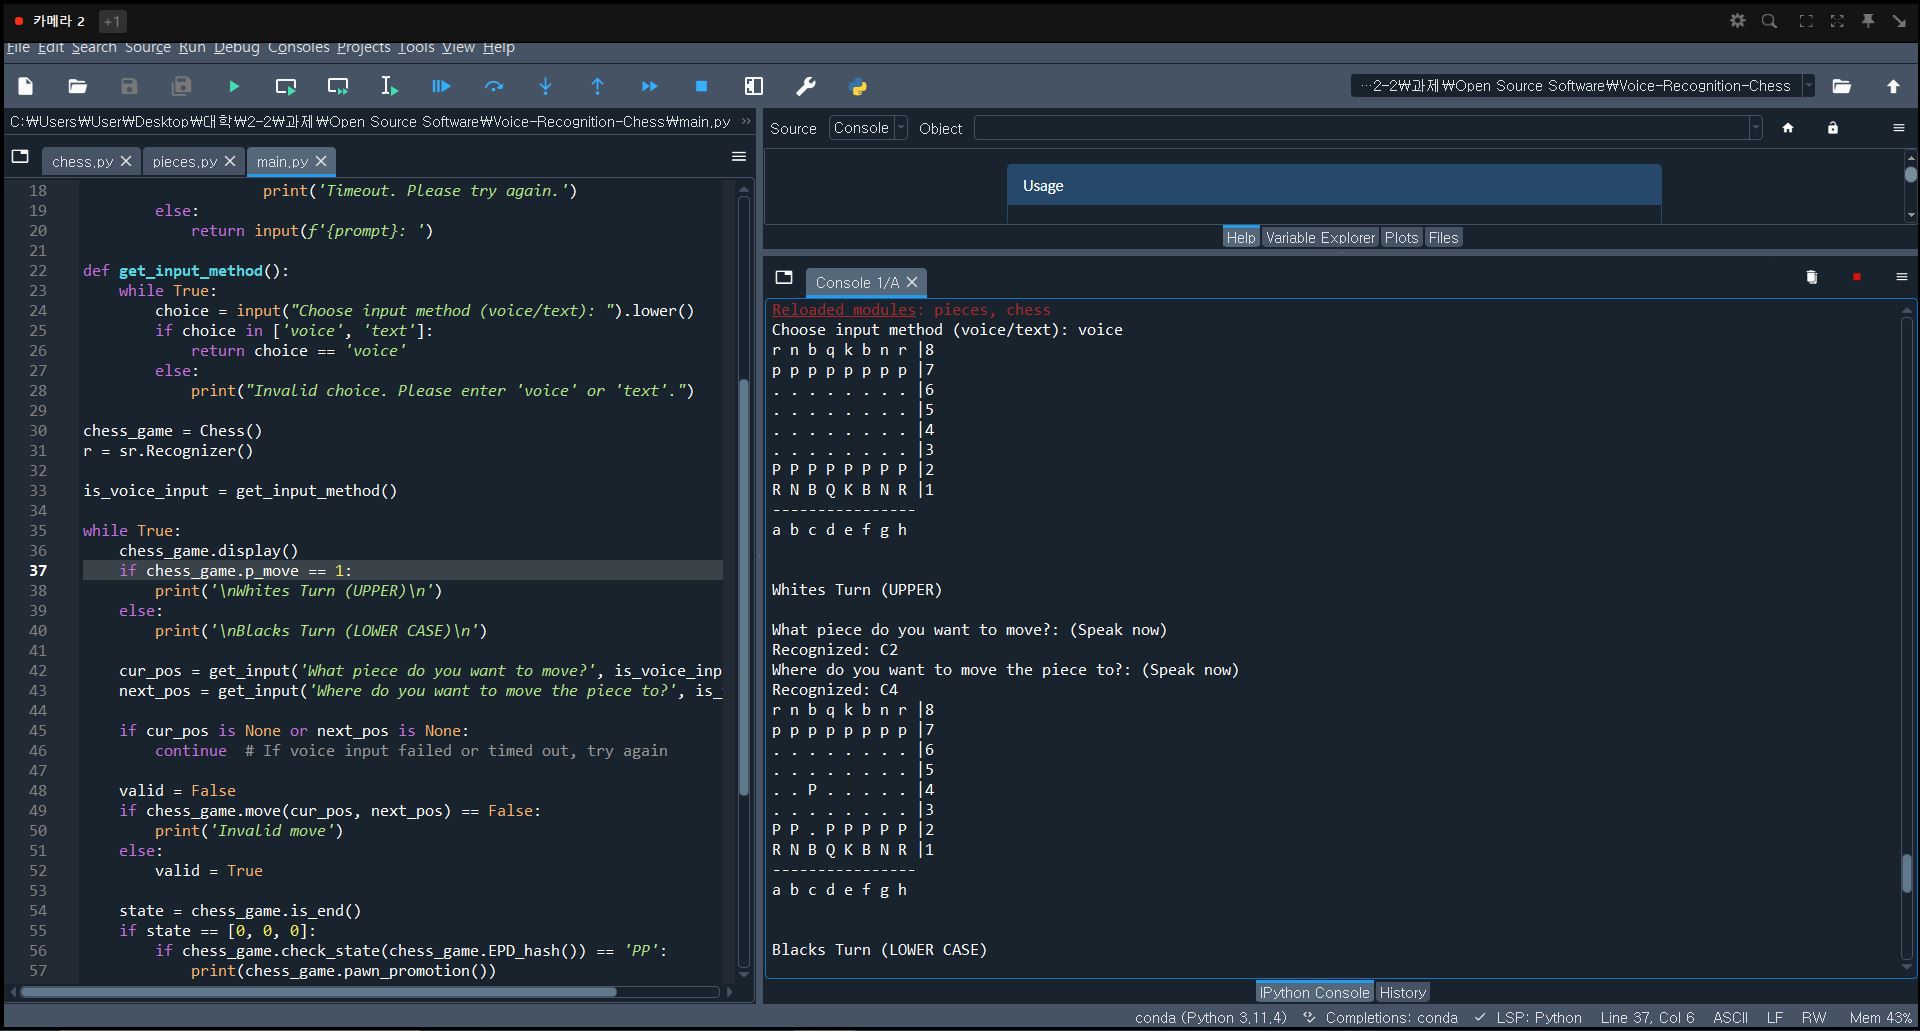 카메라 2 +1
File Edit Search Source Run Debug Consoles Projects Tools View Help
…2-2₩과제₩Open Source Software₩Voice-Recognition-Chess
C:₩Users₩User₩Desktop₩대학₩2-2₩과제₩Open Source Software₩Voice-Recognition-Chess₩main.py
chess.py pieces.py main.py
18 print('Timeout. Please try again.')
19 else:
20 return input(f'{prompt}: ')
21
22 def get_input_method():
23 while True:
24 choice = input("Choose input method (voice/text): ").lower()
25 if choice in ['voice', 'text']:
26 return choice == 'voice'
27 else:
28 print("Invalid choice. Please enter 'voice' or 'text'.")
29
30 chess_game = Chess()
31 r = sr.Recognizer()
32
33 is_voice_input = get_input_method()
34
35 while True:
36 chess_game.display()
37 if chess_game.p_move == 1:
38 print('\nWhites Turn (UPPER)\n')
39 else:
40 print('\nBlacks Turn (LOWER CASE)\n')
41
42 cur_pos = get_input('What piece do you want to move?', is_voice_inp
43 next_pos = get_input('Where do you want to move the piece to?', is_
44
45 if cur_pos is None or next_pos is None:
46 continue # If voice input failed or timed out, try again
47
48 valid = False
49 if chess_game.move(cur_pos, next_pos) == False:
50 print('Invalid move')
51 else:
52 valid = True
53
54 state = chess_game.is_end()
55 if state == [0, 0, 0]:
56 if chess_game.check_state(chess_game.EPD_hash()) == 'PP':
57 print(chess_game.pawn_promotion())
Source Console Object
Usage
Help Variable Explorer Plots Files
Console 1/A
Reloaded modules: pieces, chess
Choose input method (voice/text): voice
r n b q k b n r |8
p p p p p p p p |7
. . . . . . . . |6
. . . . . . . . |5
. . . . . . . . |4
. . . . . . . . |3
P P P P P P P P |2
R N B Q K B N R |1
----------------
a b c d e f g h
Whites Turn (UPPER)
What piece do you want to move?: (Speak now)
Recognized: C2
Where do you want to move the piece to?: (Speak now)
Recognized: C4
r n b q k b n r |8
p p p p p p p p |7
. . . . . . . . |6
. . . . . . . . |5
. . P . . . . . |4
. . . . . . . . |3
P P . P P P P P |2
R N B Q K B N R |1
----------------
a b c d e f g h
Blacks Turn (LOWER CASE)
IPython Console History
conda (Python 3.11.4) Completions: conda LSP: Python Line 37, Col 6 ASCII LF RW Mem 43%